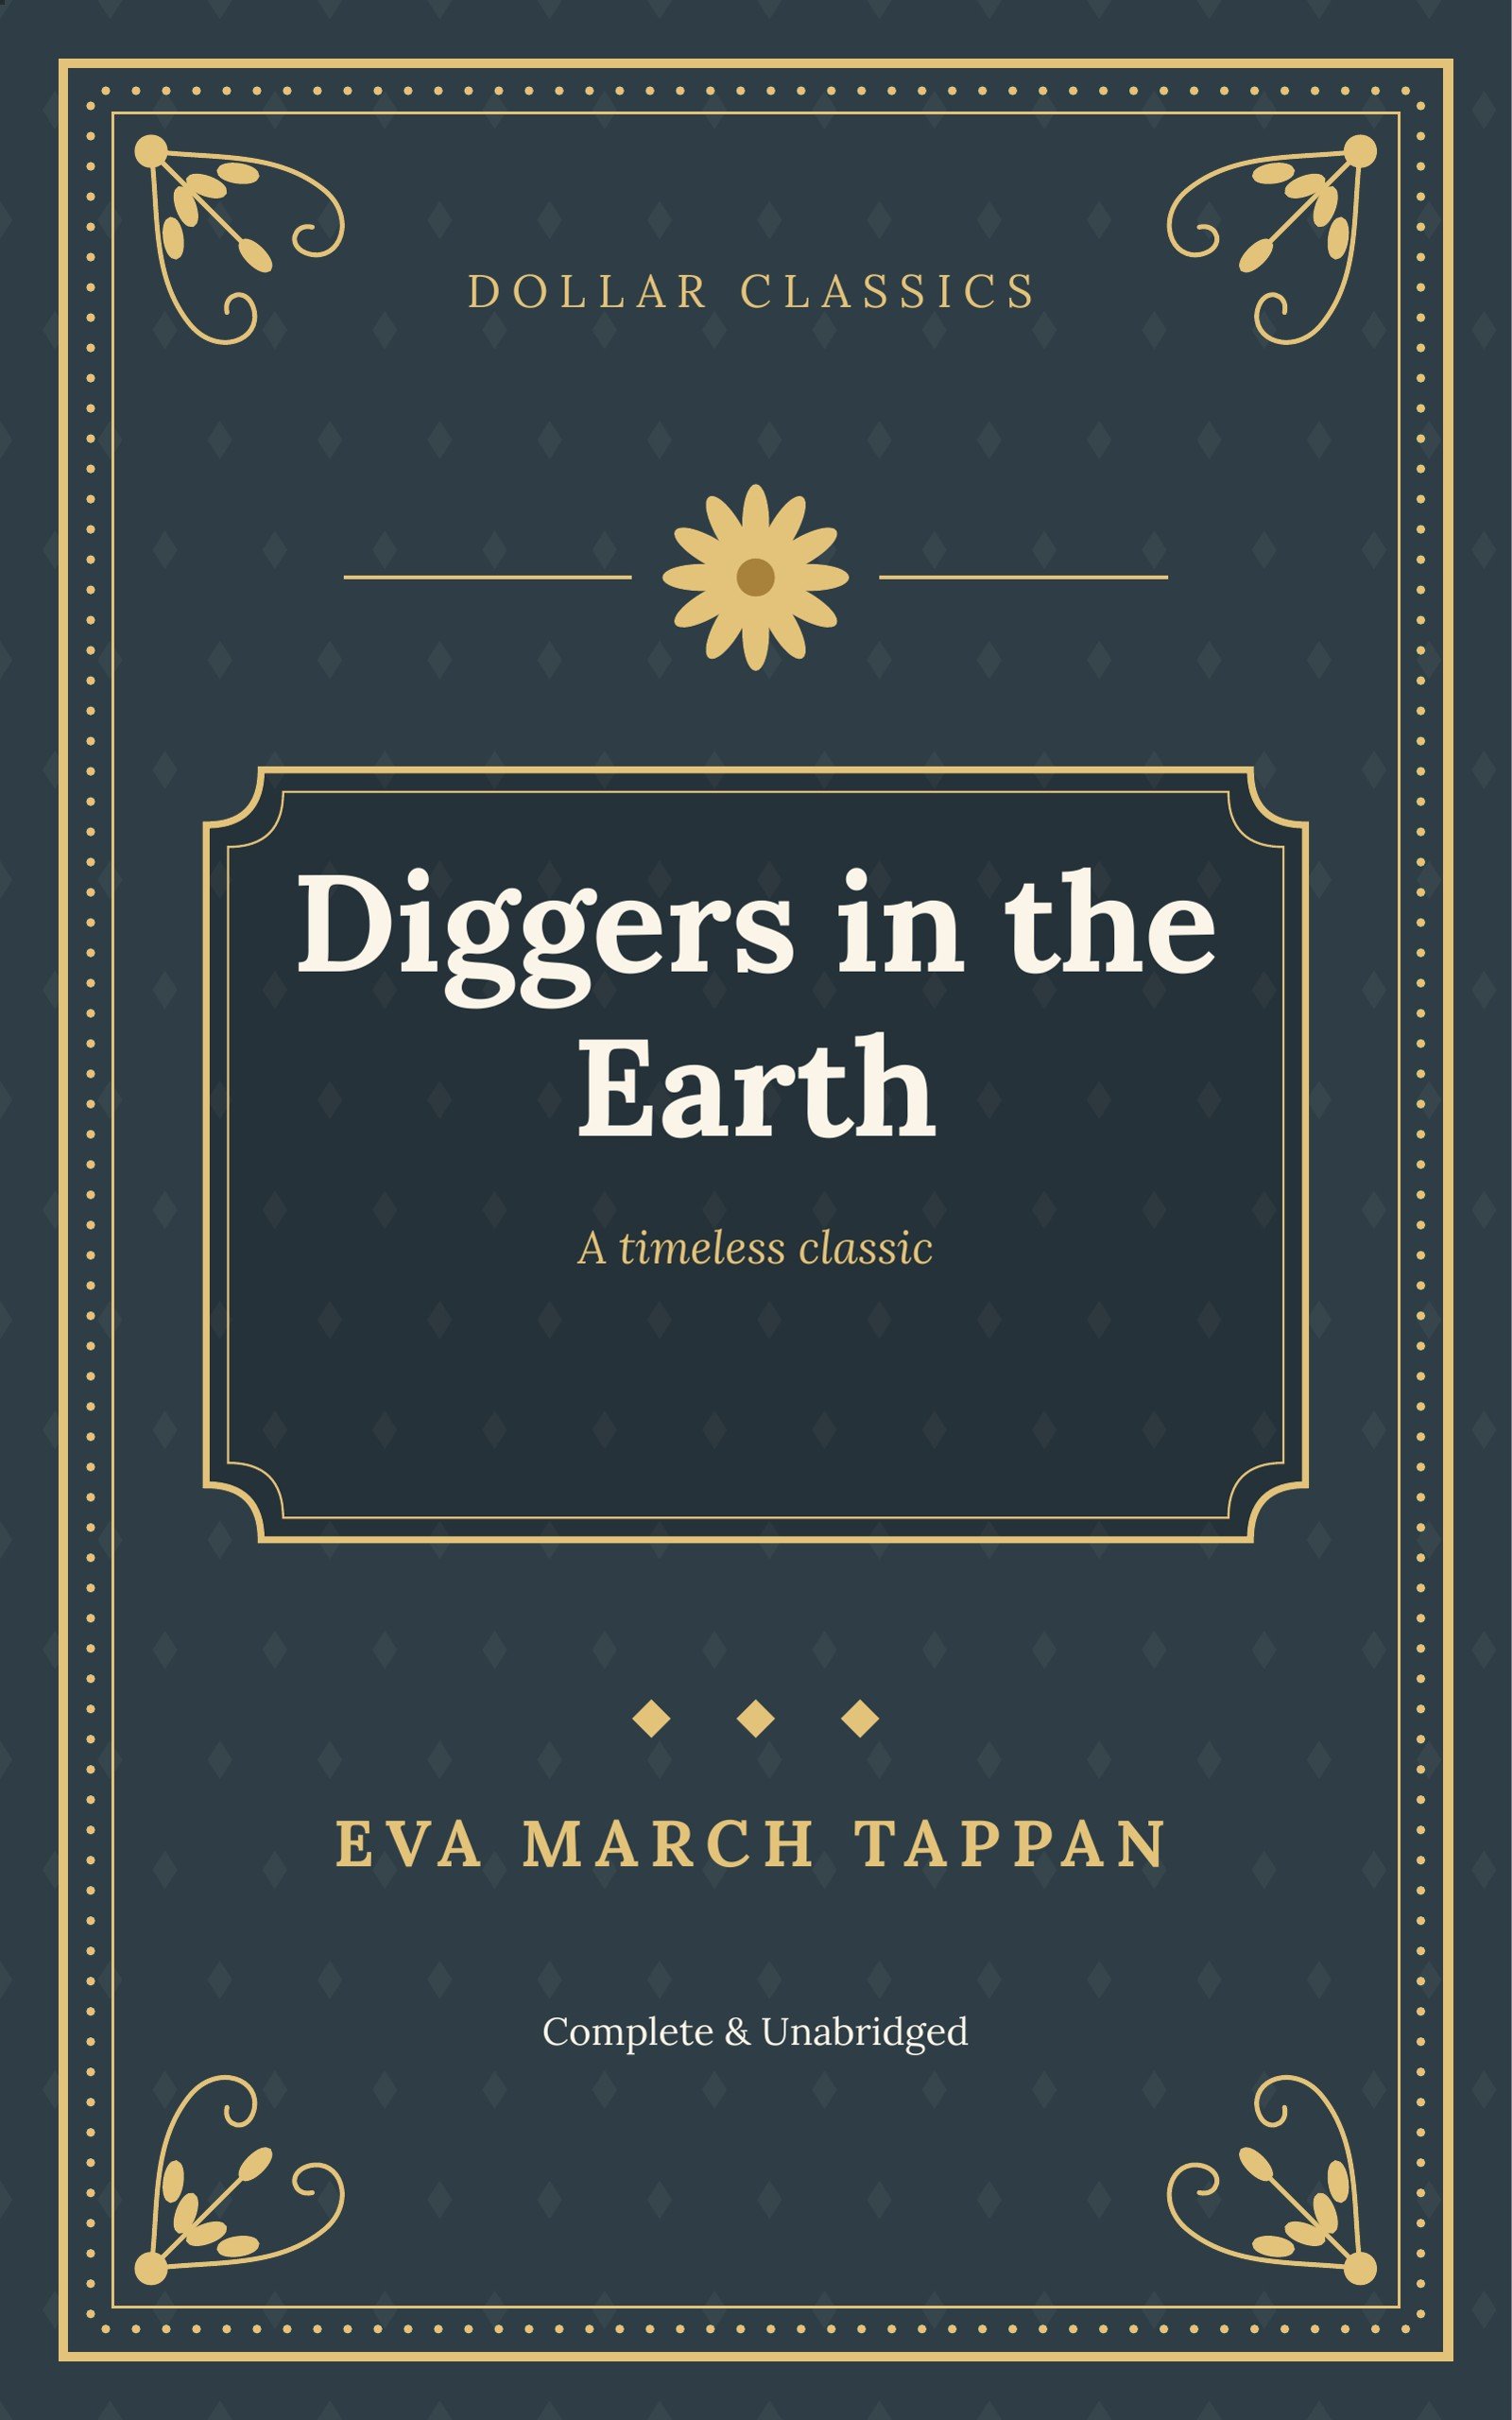 DOLLAR CLASSICS
Diggers in the
Earth
A timeless classic
EVA MARCH TAPPAN
Complete & Unabridged